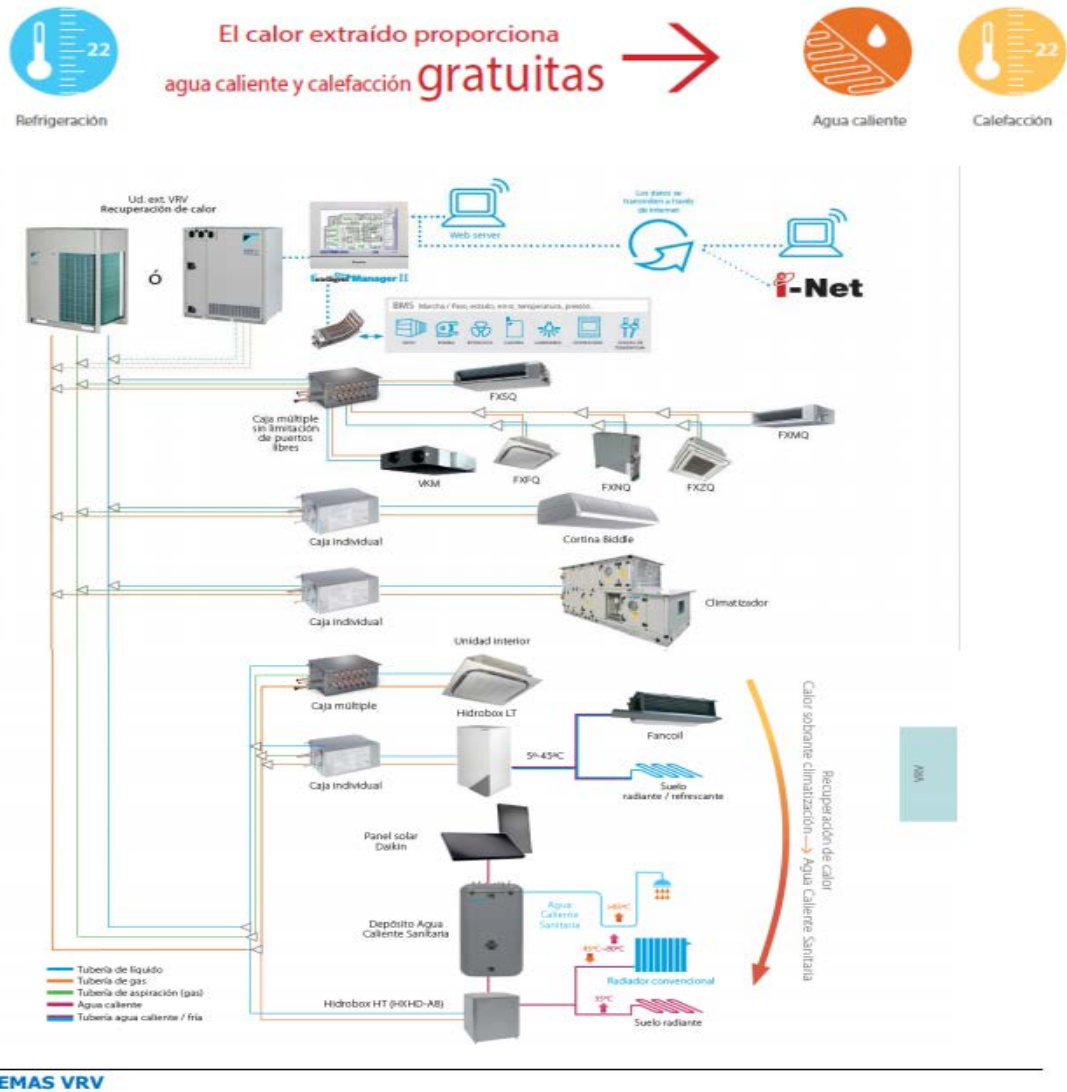 22
El calor extraído proporciona
agua caliente y calefacción gratuitas
22
Refrigeración
Agua caliente
Calefacción
Ud. ext. VRV
Recuperación de calor
Ó
Manager II
Web server
Los datos se
transmiten a través
de internet
i-Net
BMS Marcha / Paro, estado, error, temperatura, presión.
FXSQ
Caja múltiple
sin limitación
de puertos
libres
FXMQ
VKM
FXFQ
FXNQ
FXZQ
Caja individual
Cortina Biddle
Caja individual
Climatizador
Unidad interior
Caja múltiple
Hidrobox LT
Fancoil
5º-45ºC
Caja individual
Suelo
radiante / refrescante
Panel solar
Daikin
Depósito Agua
Caliente Sanitaria
Agua
Caliente
Sanitaria
45ºC-80ºC
Radiador convencional
Hidrobox HT (HXHD-A8)
35ºC
Suelo radiante
Recuperación de calor
Calor sobrante climatización → Agua Caliente Sanitaria
VRV
Tubería de líquido
Tubería de gas
Tubería de aspiración (gas)
Agua caliente
Tubería agua caliente / fría
EMAS VRV